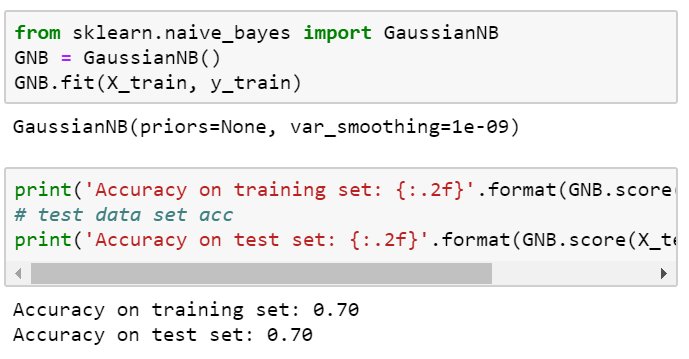 from sklearn.naive_bayes import GaussianNB
GNB = GaussianNB()
GNB.fit(X_train, y_train)
GaussianNB(priors=None, var_smoothing=1e-09)
print('Accuracy on training set: {:.2f}'.format(GNB.score(
# test data set acc
print('Accuracy on test set: {:.2f}'.format(GNB.score(X_te
Accuracy on training set: 0.70
Accuracy on test set: 0.70